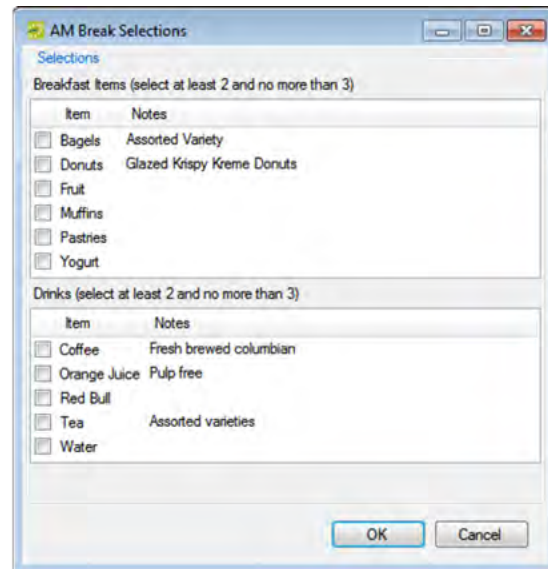 AM Break Selections
Selections
Breakfast Items (select at least 2 and no more than 3)
Item Notes
Bagels Assorted Variety
Donuts Glazed Krispy Kreme Donuts
Fruit
Muffins
Pastries
Yogurt
Drinks (select at least 2 and no more than 3)
Item Notes
Coffee Fresh brewed columbian
Orange Juice Pulp free
Red Bull
Tea Assorted varieties
Water
OK Cancel